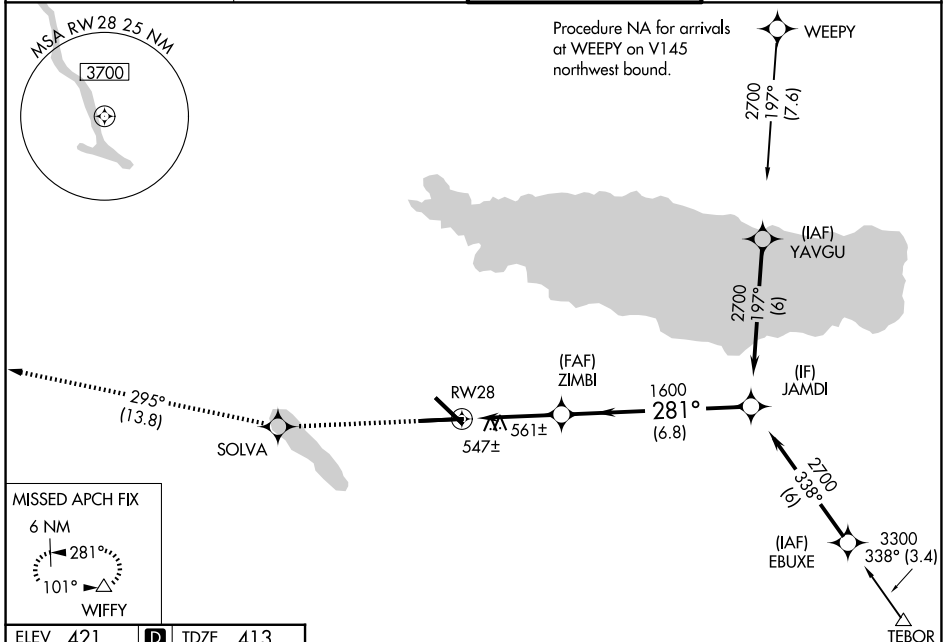 MSA RW28 25 NM
3700
Procedure NA for arrivals
at WEEPY on V145
northwest bound.
WEEPY
2700
197°
(7.6)
(IAF)
YAVGU
2700
197°
(6)
(IF)
JAMDI
(FAF)
ZIMBI
1600
281°
(6.8)
RW28
547±
561±
295°
(13.8)
SOLVA
2700
338°
(6)
(IAF)
EBUXE
3300
338° (3.4)
TEBOR
MISSED APCH FIX
6 NM
281°
101°
WIFFY
ELEV 421 D TDZE 413